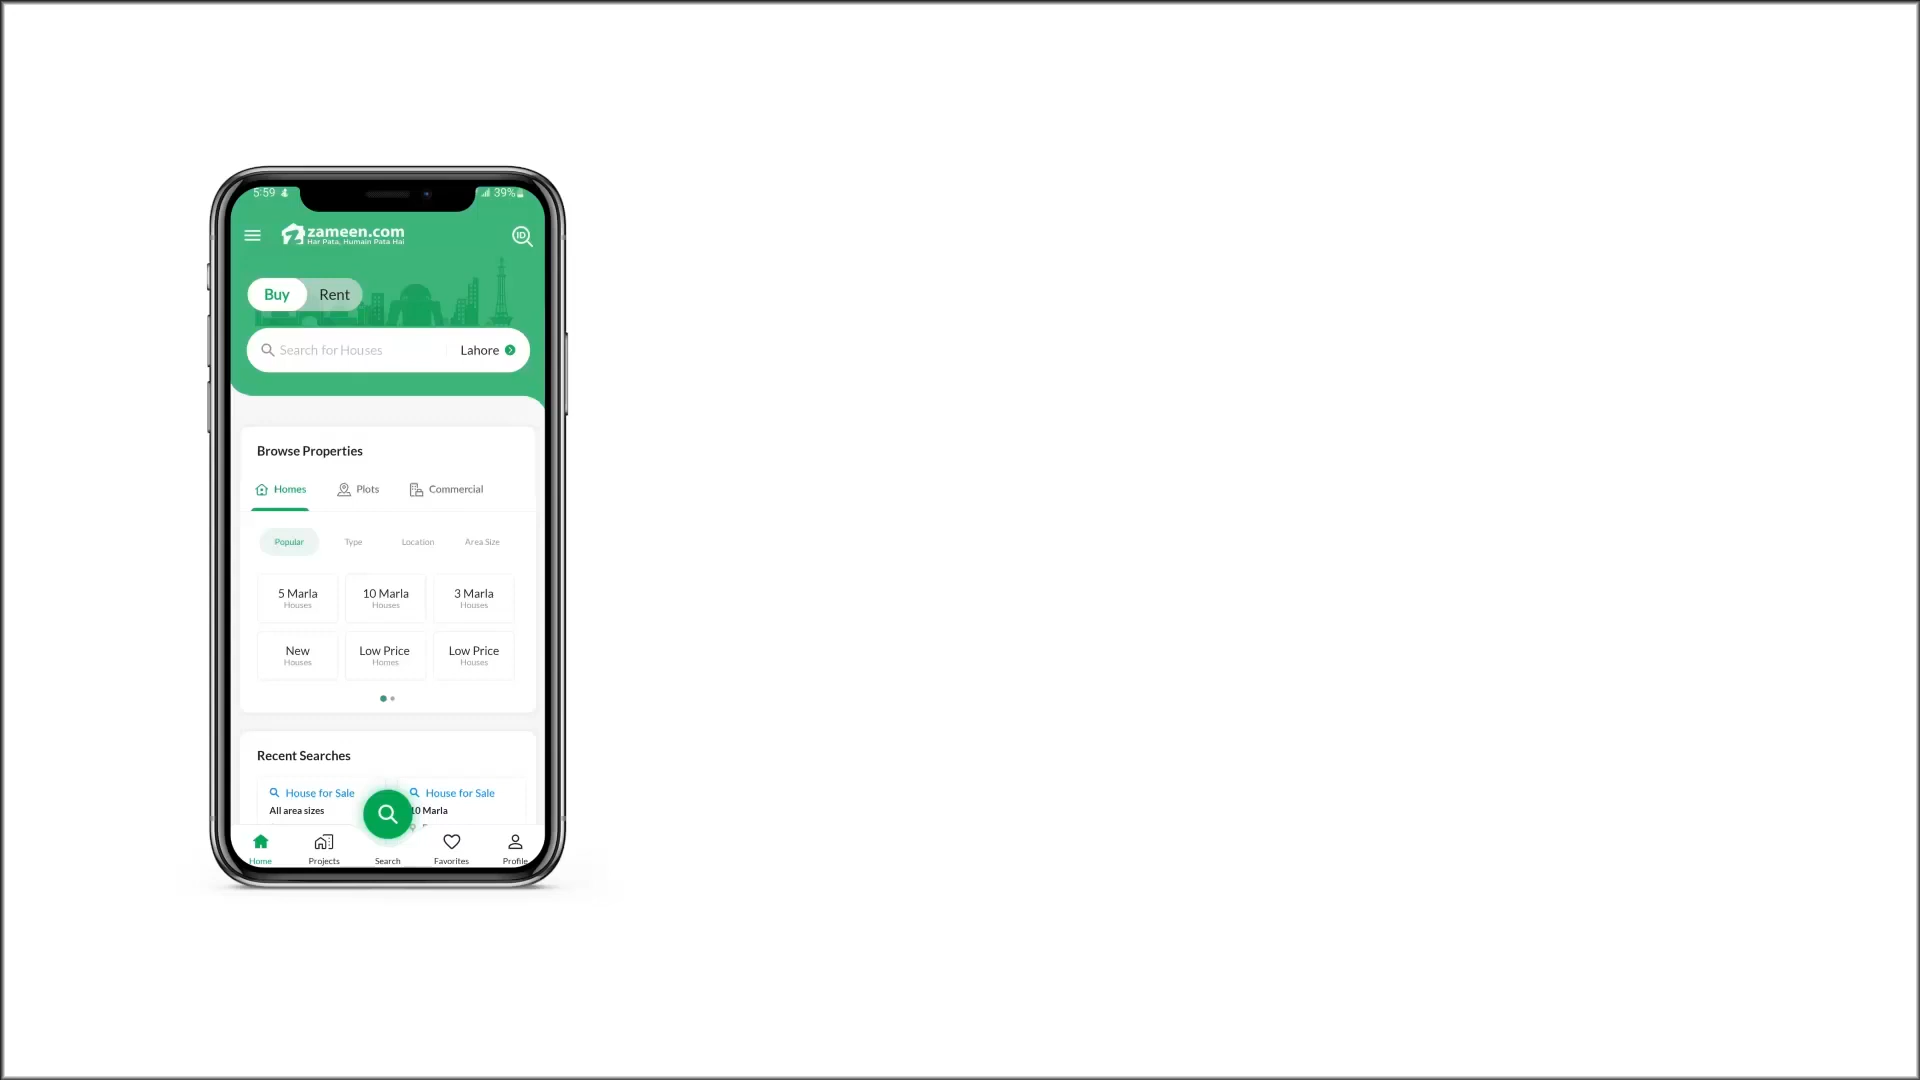 5:59 39%
zameen.com
Har Pata, Humain Pata Hai
ID
Buy Rent
Search for Houses Lahore
Browse Properties
Homes Plots Commercial
Popular Type Location Area Size
5 Marla 10 Marla 3 Marla
Houses Houses Houses
New Low Price Low Price
Houses Homes Houses
Recent Searches
House for Sale House for Sale
All area sizes 10 Marla
Home Projects Search Favorites Profile